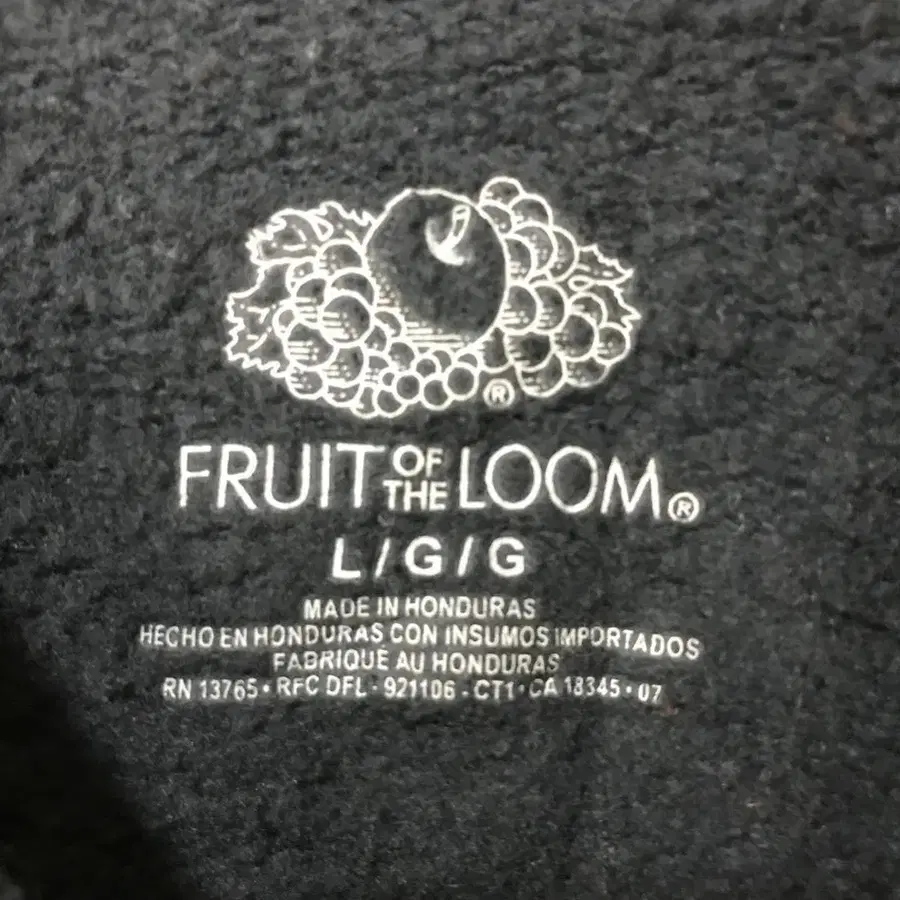 ®
FRUIT OF THE LOOM®
L/G/G
MADE IN HONDURAS
HECHO EN HONDURAS CON INSUMOS IMPORTADOS
FABRIQUE AU HONDURAS
RN 13765 • RFC DFL - 921106 - CT1 • CA 18345 • 07